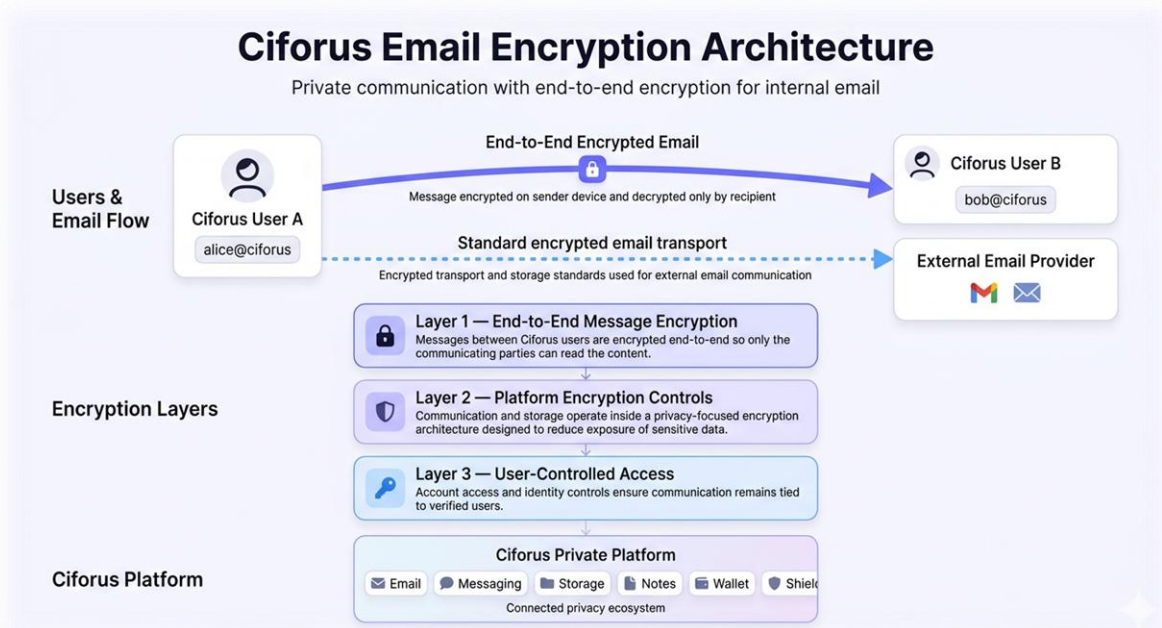 Ciforus Email Encryption Architecture
Private communication with end-to-end encryption for internal email
Users &
Email Flow
Ciforus User A
alice@ciforus
End-to-End Encrypted Email
Message encrypted on sender device and decrypted only by recipient
Standard encrypted email transport
Encrypted transport and storage standards used for external email communication
Ciforus User B
bob@ciforus
External Email Provider
Encryption Layers
Layer 1 — End-to-End Message Encryption
Messages between Ciforus users are encrypted end-to-end so only the
communicating parties can read the content.
Layer 2 — Platform Encryption Controls
Communication and storage operate inside a privacy-focused encryption
architecture designed to reduce exposure of sensitive data.
Layer 3 — User-Controlled Access
Account access and identity controls ensure communication remains tied
to verified users.
Ciforus Platform
Ciforus Private Platform
Email Messaging Storage Notes Wallet
Connected privacy ecosystem